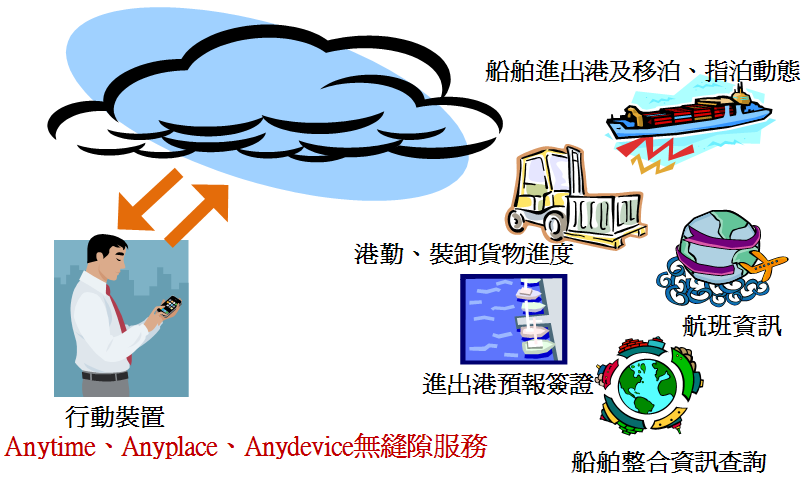 船舶進出港及移泊、指泊動態
港勤、裝卸貨物進度
航班資訊
進出港預報簽證
行動裝置
Anytime、Anyplace、Anydevice無縫隙服務
船舶整合資訊查詢